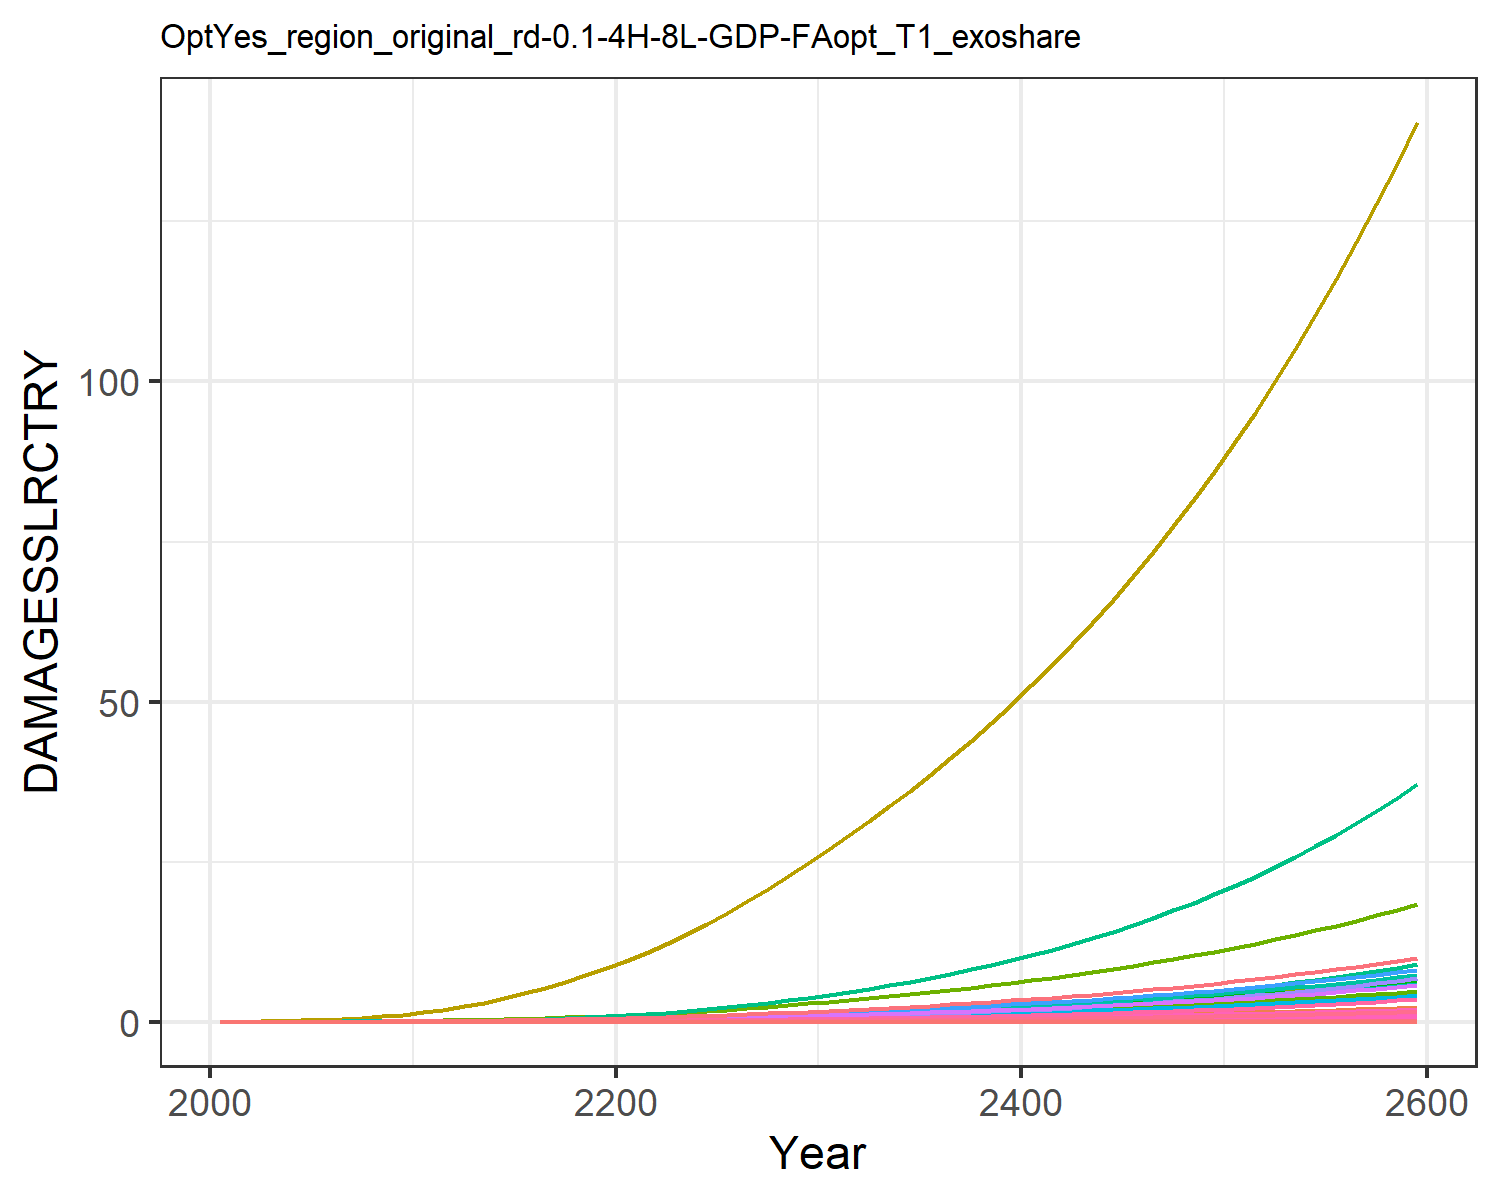 OptYes_region_original_rd-0.1-4H-8L-GDP-FAopt_T1_exoshare
DAMAGESSLRCTRY
100
50
0
2000
2200
2400
2600
Year